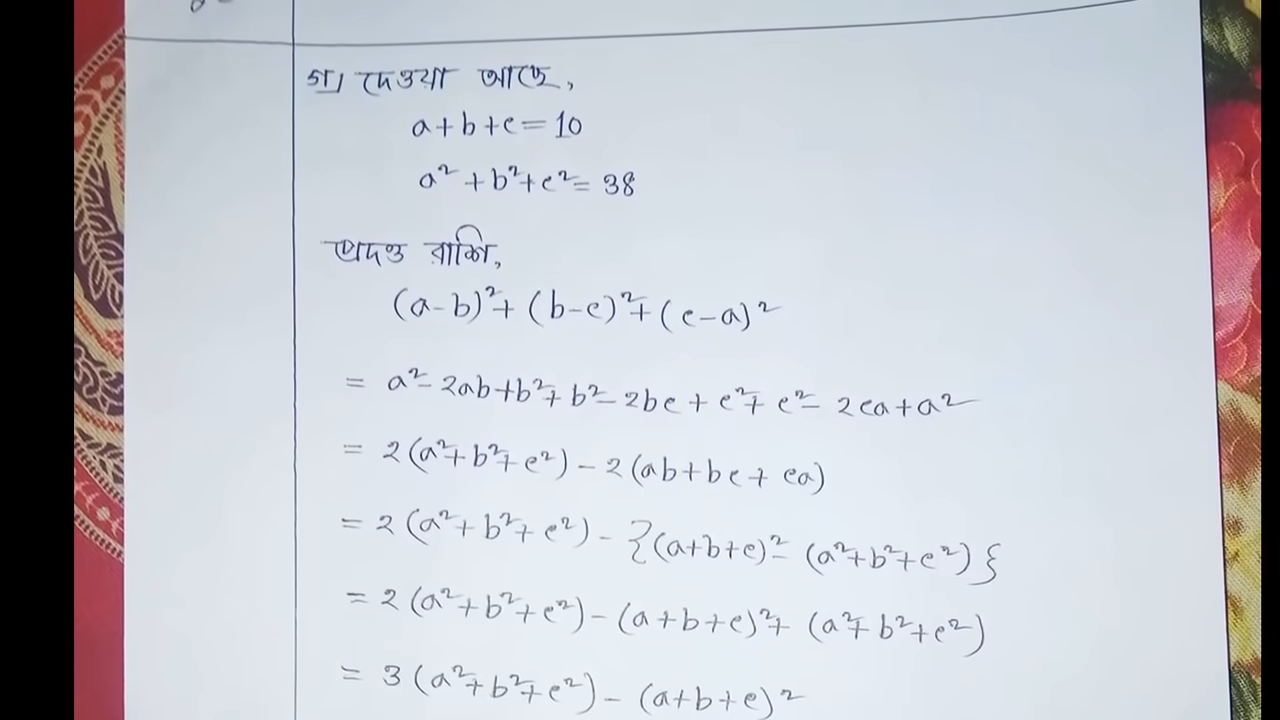 গ। দেওয়া আছে,
a+b+c=10
a²+b²+c²=38
প্রদত্ত রাশি,
(a-b)²+(b-c)²+(c-a)²
= a²-2ab+b²+b²-2bc+c²+c²-2ca+a²
= 2(a²+b²+c²)-2(ab+bc+ca)
= 2(a²+b²+c²)-{(a+b+c)²-(a²+b²+c²)}
= 2(a²+b²+c²)-(a+b+c)²+(a²+b²+c²)
= 3(a²+b²+c²)-(a+b+c)²